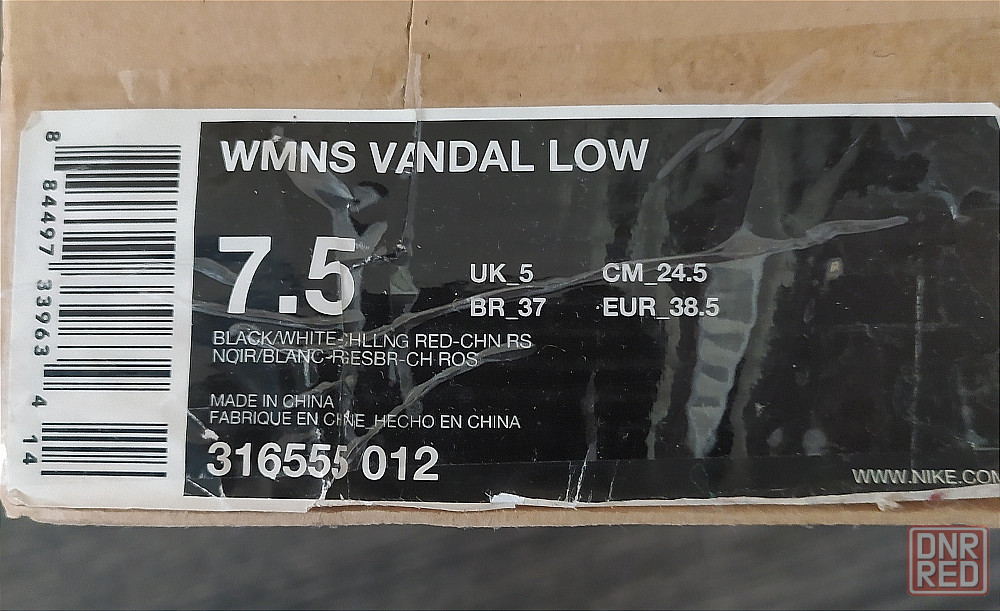 WMNS VANDAL LOW
7.5
UK_5 CM_24.5
BR_37 EUR_38.5
BLACK/WHITE-CHLLNG RED-CHN RS
NOIR/BLANC-RESBR-CH ROS
MADE IN CHINA
FABRIQUE EN CHINE HECHO EN CHINA
316555 012
WWW.NIKE.COM
8 84497 33963 4 14
DNR
RED